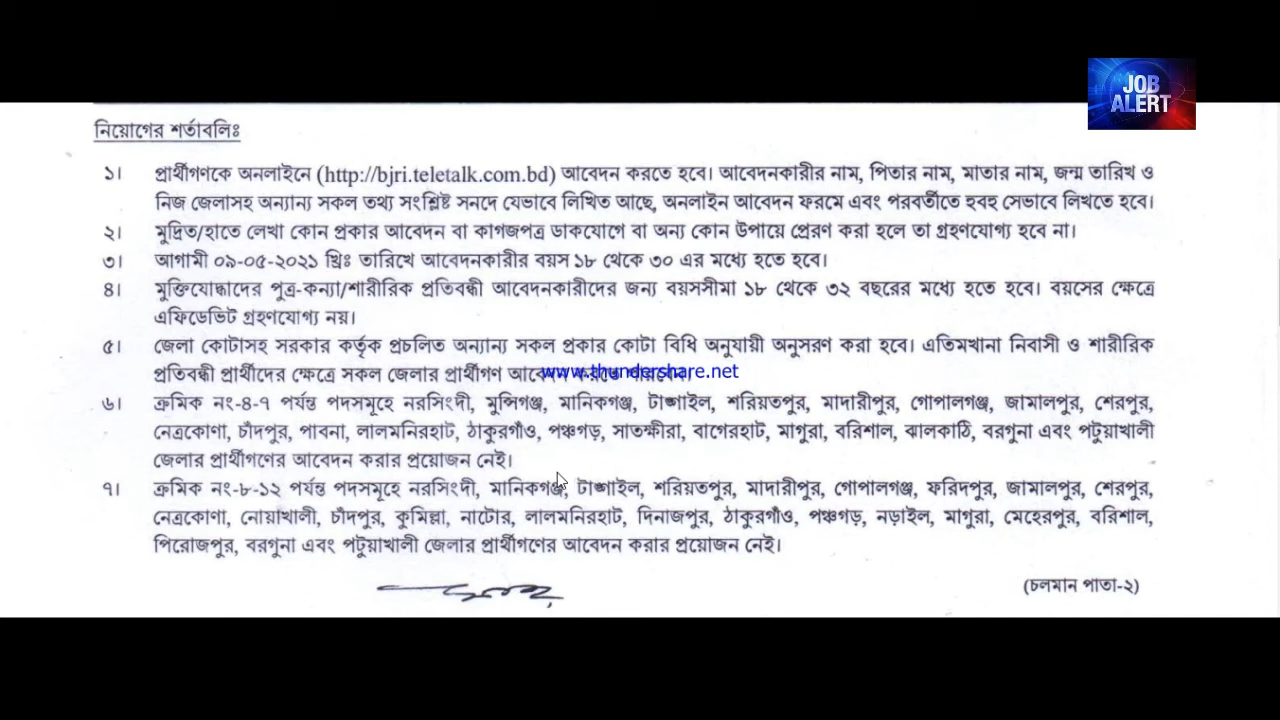 JOB
ALERT
নিয়োগের শর্তাবলিঃ
১। প্রার্থীগণকে অনলাইনে (http://bjri.teletalk.com.bd) আবেদন করতে হবে। আবেদনকারীর নাম, পিতার নাম, মাতার নাম, জন্ম তারিখ ও
নিজ জেলাসহ অন্যান্য সকল তথ্য সংশ্লিষ্ট সনদে যেভাবে লিখিত আছে, অনলাইন আবেদন ফরমে এবং পরবর্তীতে হুবহু সেভাবে লিখতে হবে।
২। মুদ্রিত/হাতে লেখা কোন প্রকার আবেদন বা কাগজপত্র ডাকযোগে বা অন্য কোন উপায়ে প্রেরণ করা হলে তা গ্রহণযোগ্য হবে না।
৩। আগামী ০৯-০৫-২০২১ খ্রিঃ তারিখে আবেদনকারীর বয়স ১৮ থেকে ৩০ এর মধ্যে হতে হবে।
৪। মুক্তিযোদ্ধাদের পুত্র-কন্যা/শারীরিক প্রতিবন্ধী আবেদনকারীদের জন্য বয়সসীমা ১৮ থেকে ৩২ বছরের মধ্যে হতে হবে। বয়সের ক্ষেত্রে
এফিডেভিট গ্রহণযোগ্য নয়।
৫। জেলা কোটাসহ সরকার কর্তৃক প্রচলিত অন্যান্য সকল প্রকার কোটা বিধি অনুযায়ী অনুসরণ করা হবে। এতিমখানা নিবাসী ও শারীরিক
প্রতিবন্ধী প্রার্থীদের ক্ষেত্রে সকল জেলার প্রার্থীগণ www.thundershare.net
৬। ক্রমিক নং-৪-৭ পর্যন্ত পদসমূহে নরসিংদী, মুন্সিগঞ্জ, মানিকগঞ্জ, টাঙ্গাইল, শরিয়তপুর, মাদারীপুর, গোপালগঞ্জ, জামালপুর, শেরপুর,
নেত্রকোণা, চাঁদপুর, পাবনা, লালমনিরহাট, ঠাকুরগাঁও, পঞ্চগড়, সাতক্ষীরা, বাগেরহাট, মাগুরা, বরিশাল, ঝালকাঠি, বরগুনা এবং পটুয়াখালী
জেলার প্রার্থীগণের আবেদন করার প্রয়োজন নেই।
৭। ক্রমিক নং-৮-১২ পর্যন্ত পদসমূহে নরসিংদী, মানিকগঞ্জ, টাঙ্গাইল, শরিয়তপুর, মাদারীপুর, গোপালগঞ্জ, ফরিদপুর, জামালপুর, শেরপুর,
নেত্রকোণা, নোয়াখালী, চাঁদপুর, কুমিল্লা, নাটোর, লালমনিরহাট, দিনাজপুর, ঠাকুরগাঁও, পঞ্চগড়, নড়াইল, মাগুরা, মেহেরপুর, বরিশাল,
পিরোজপুর, বরগুনা এবং পটুয়াখালী জেলার প্রার্থীগণের আবেদন করার প্রয়োজন নেই।
(চলমান পাতা-২)